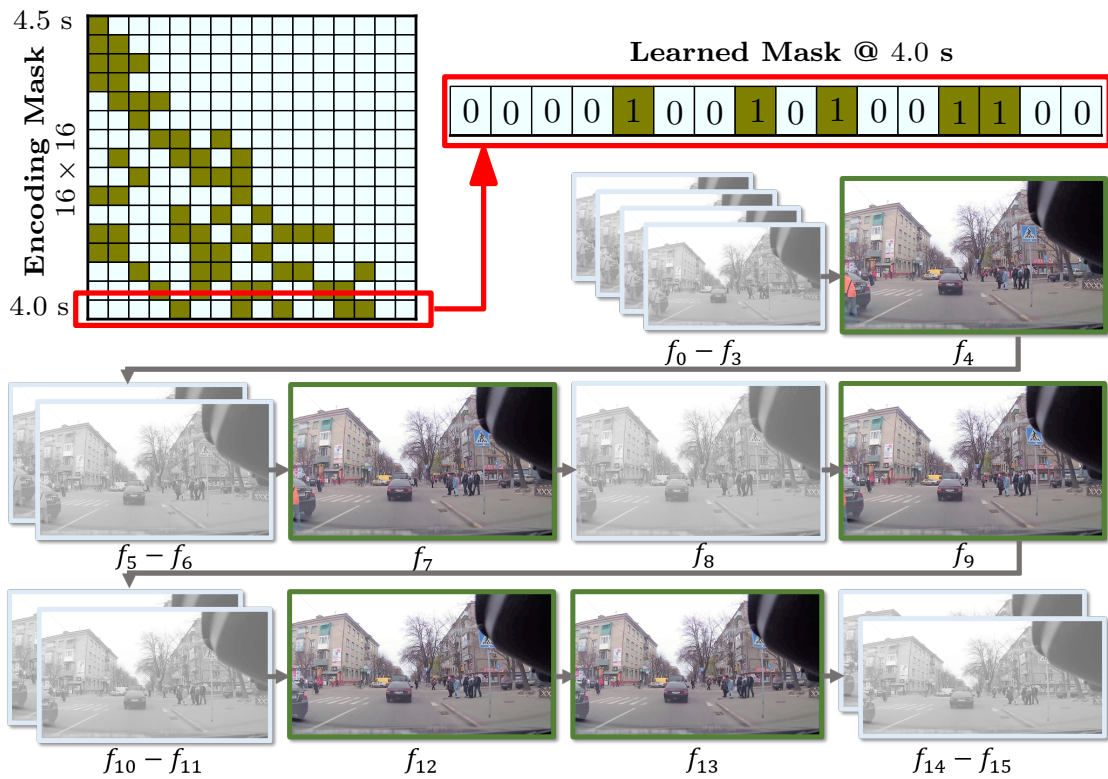 4.5 s
Encoding Mask
16 × 16
4.0 s
Learned Mask @ 4.0 s
0 0 0 0 1 0 0 1 0 1 0 0 1 1 0 0
f₀ − f₃
f₄
f₅ − f₆
f₇
f₈
f₉
f₁₀ − f₁₁
f₁₂
f₁₃
f₁₄ − f₁₅